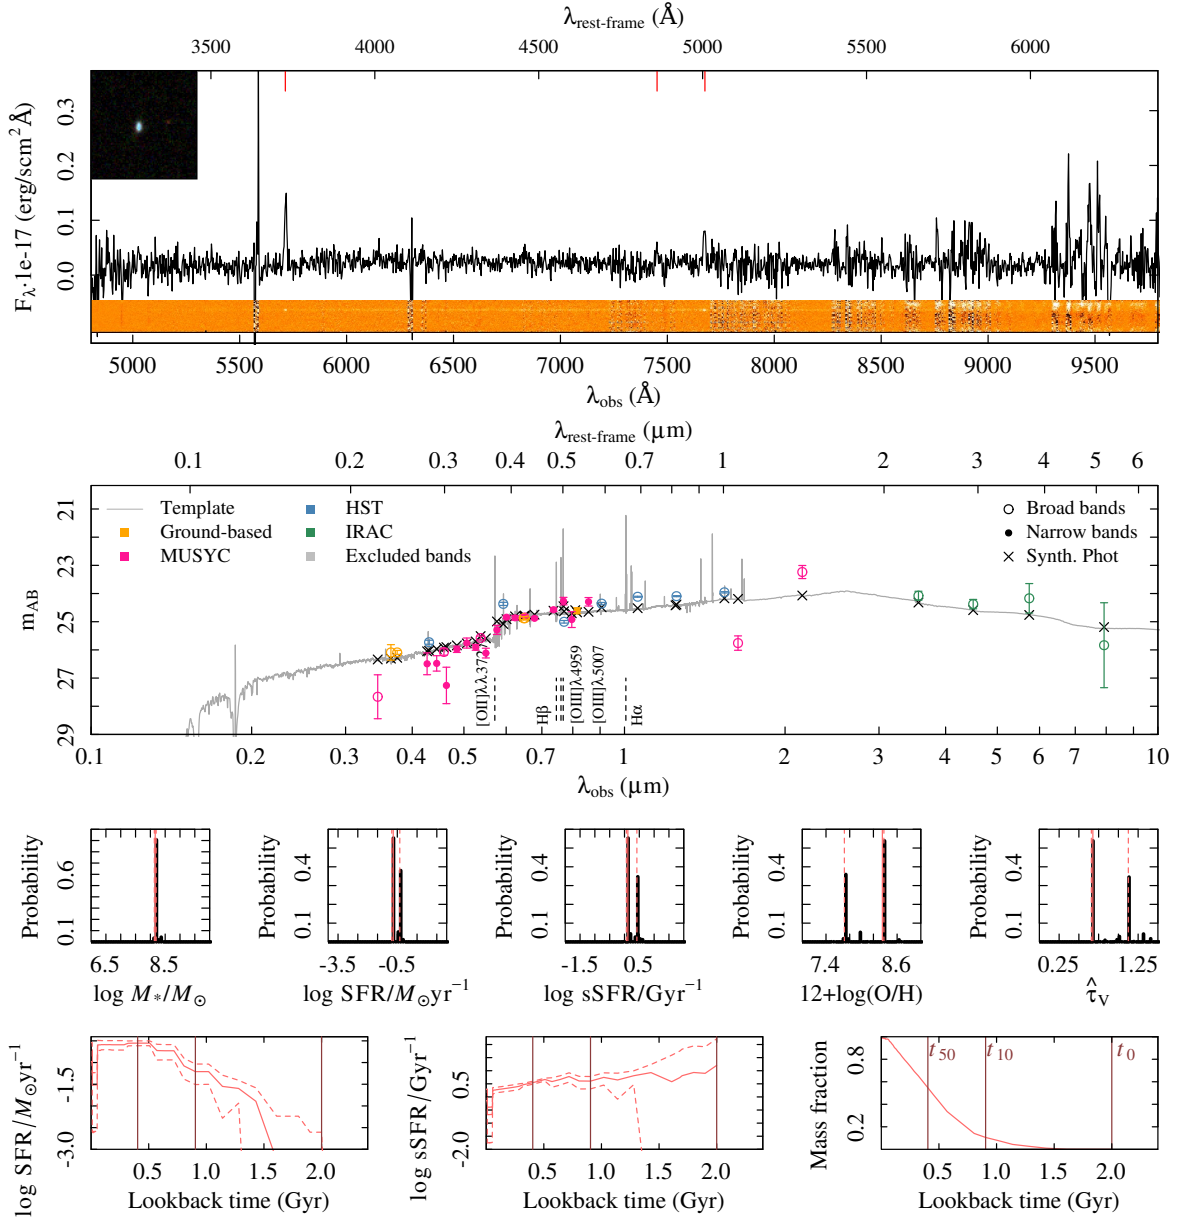 λrest-frame (Å)
3500 4000 4500 5000 5500 6000
Fλ·1e-17 (erg/scm² Å)
0.0 0.1 0.2 0.3
5000 5500 6000 6500 7000 7500 8000 8500 9000 9500
λobs (Å)
λrest-frame (μm)
0.1 0.2 0.3 0.4 0.5 0.7 1 2 3 4 5 6
mAB
21
23
25
27
29
Template
Ground-based
MUSYC
HST
IRAC
Excluded bands
Broad bands
Narrow bands
Synth. Phot
Hβ
[OIII]λ4959
[OIII]λ5007
Hα
0.1 0.2 0.3 0.4 0.5 0.7 1 2 3 4 5 6 7 8 10
λobs (μm)
Probability
0.1 0.6
6.5 8.5
log M*/M⊙
Probability
0.1 0.4
-3.5 -0.5
log SFR/M⊙yr⁻¹
Probability
0.1 0.4
-1.5 0.5
log sSFR/Gyr⁻¹
Probability
0.1 0.4
7.4 8.6
12+log(O/H)
Probability
0.1 0.4
0.25 1.25
τ̂V
log SFR/M⊙yr⁻¹
-3.0 -1.5
0.5 1.0 1.5 2.0
Lookback time (Gyr)
log sSFR/Gyr⁻¹
-2.0 0.5
0.5 1.0 1.5 2.0
Lookback time (Gyr)
Mass fraction
0.2 0.8
t50 t10 t0
0.5 1.0 1.5 2.0
Lookback time (Gyr)